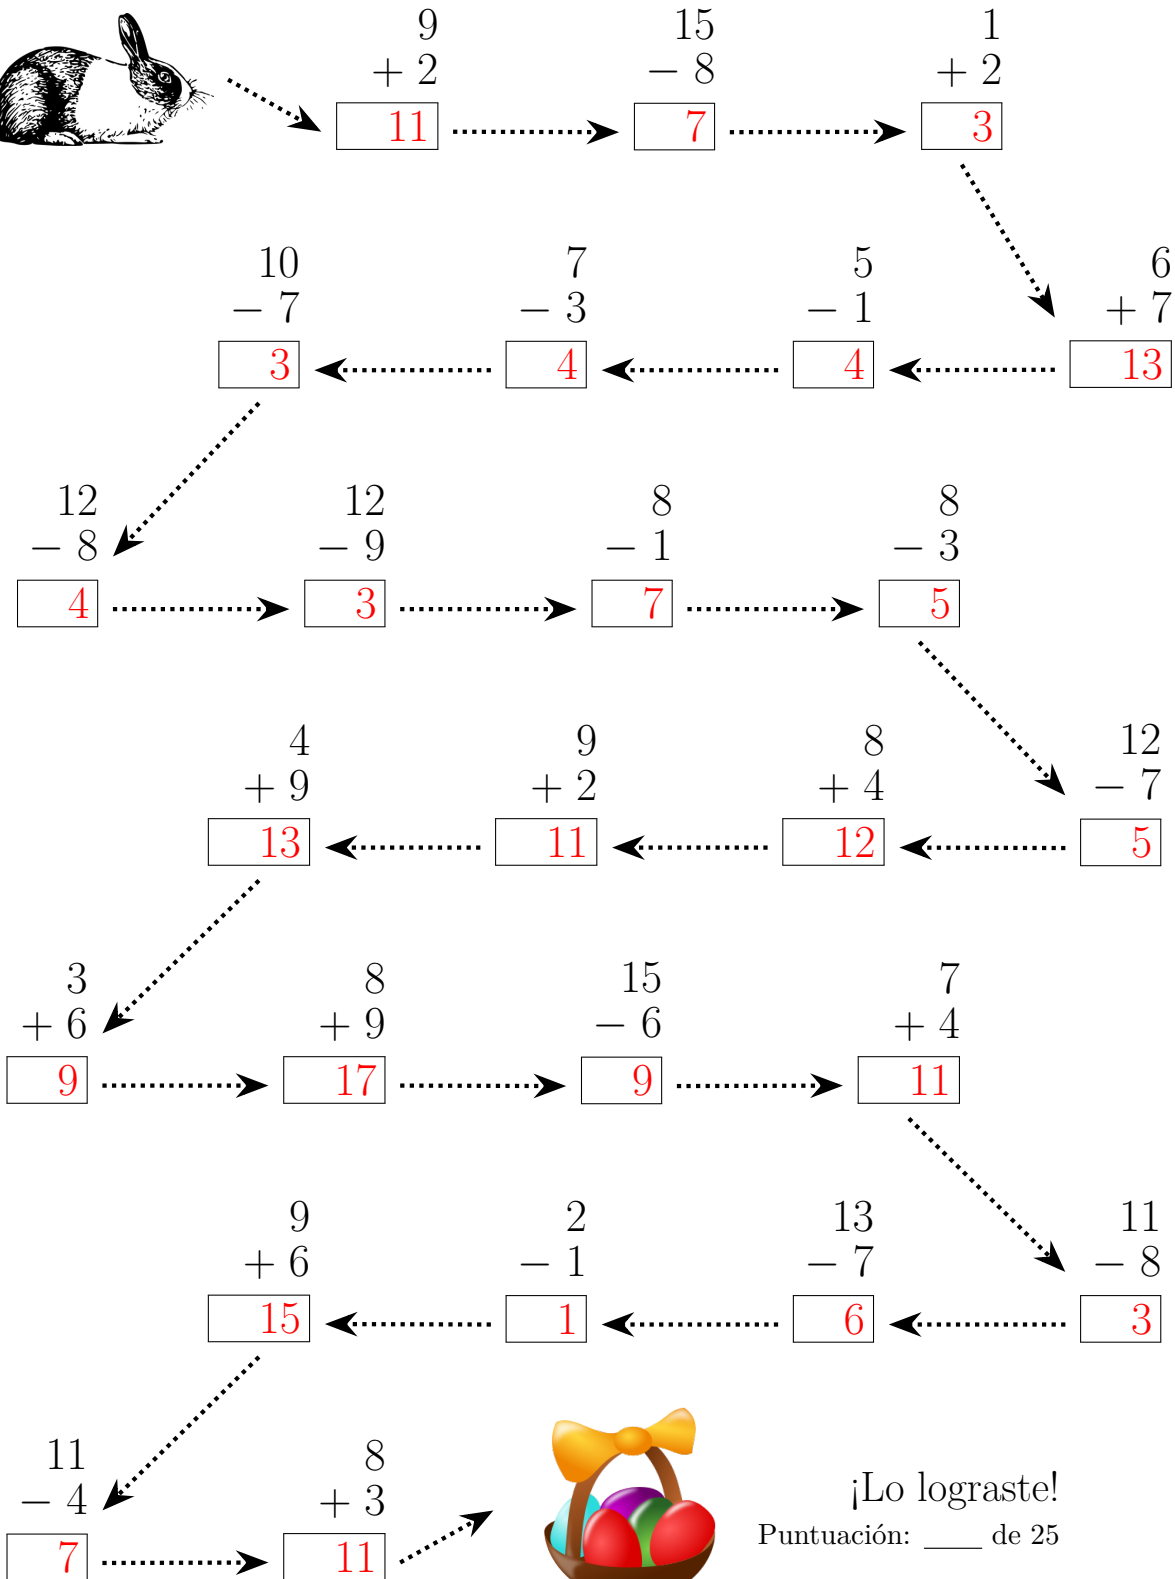 9 15 1
+ 2 − 8 + 2
11 7 3
10 7 5 6
− 7 − 3 − 1 + 7
3 4 4 13
12 12 8 8
− 8 − 9 − 1 − 3
4 3 7 5
4 9 8 12
+ 9 + 2 + 4 − 7
13 11 12 5
3 8 15 7
+ 6 + 9 − 6 + 4
9 17 9 11
9 2 13 11
+ 6 − 1 − 7 − 8
15 1 6 3
11 8
− 4 + 3
7 11
¡Lo lograste!
Puntuación: ____ de 25